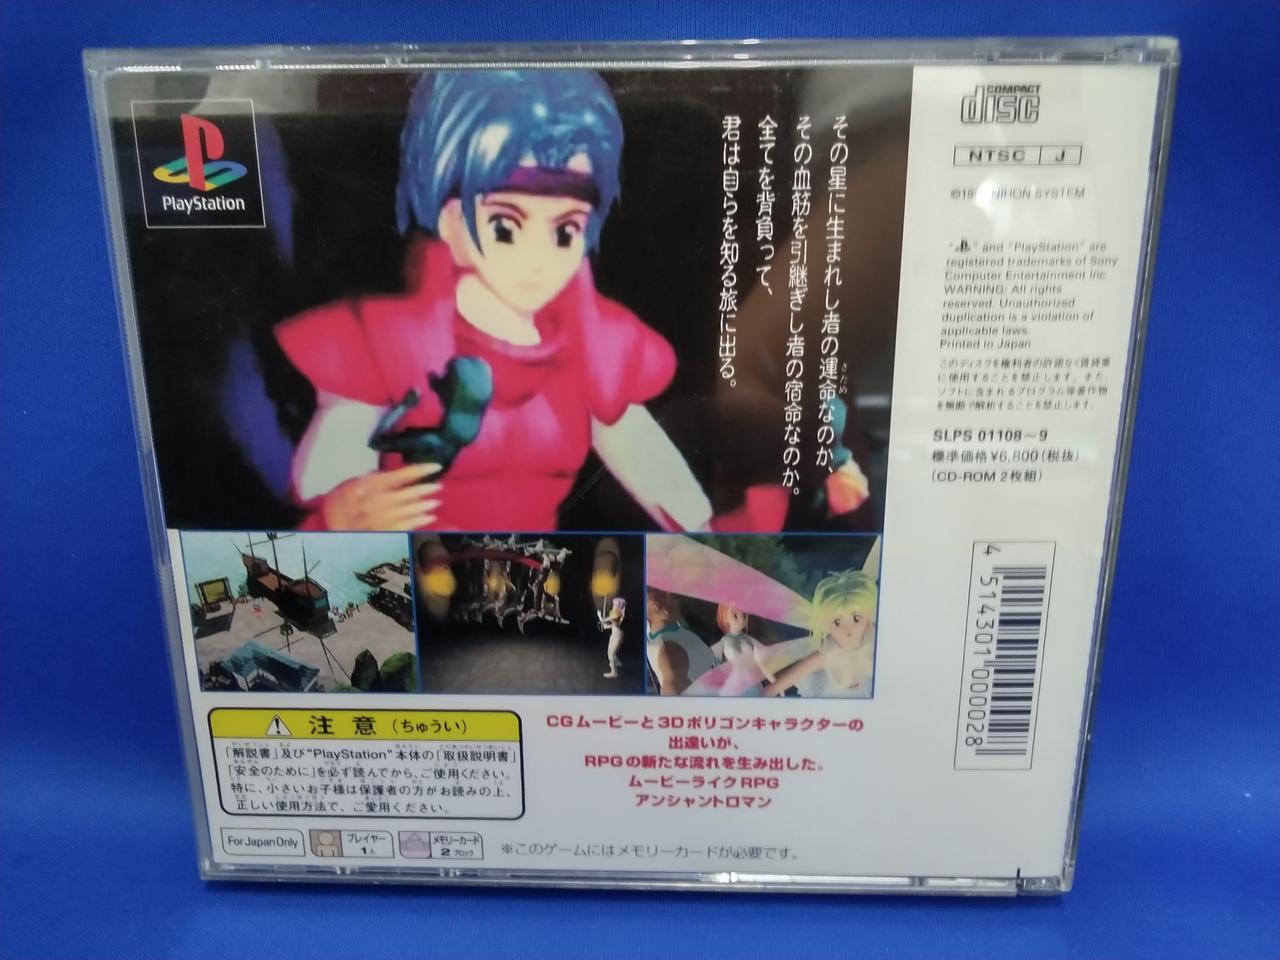 PlayStation
その星に生まれし者の運命なのか、
さだめ
その血筋を引継ぎし者の宿命なのか。
全てを背負って、
君は自らを知る旅に出る。
COMPACT
disc
NTSC J
NIHON SYSTEM
" " and "PlayStation" are
registered trademarks of Sony
Computer Entertainment Inc.
WARNING: All rights
reserved. Unauthorized
duplication is a violation of
applicable laws.
Printed in Japan
このディスクを権利者の許諾なく賃貸業
に使用することを禁止します。また、
ソフトに含まれるプログラム等著作物
を無断で解析することを禁止します。
SLPS 01108~9
標準価格¥6,800(税抜)
(CD-ROM 2枚組)
4 514301 000028
注意 (ちゅうい)
「解説書」及び"PlayStation"本体の「取扱説明書」
「安全のために」を必ず読んでから、ご使用ください。
特に、小さいお子様は保護者の方がお読みの上、
正しい使用方法で、ご愛用ください。
CGムービーと3Dポリゴンキャラクターの
出逢いが、
RPGの新たな流れを生み出した。
ムービーライクRPG
アンシャントロマン
For Japan Only
プレイヤー
1人
メモリーカード
2ブロック
※このゲームにはメモリーカードが必要です。